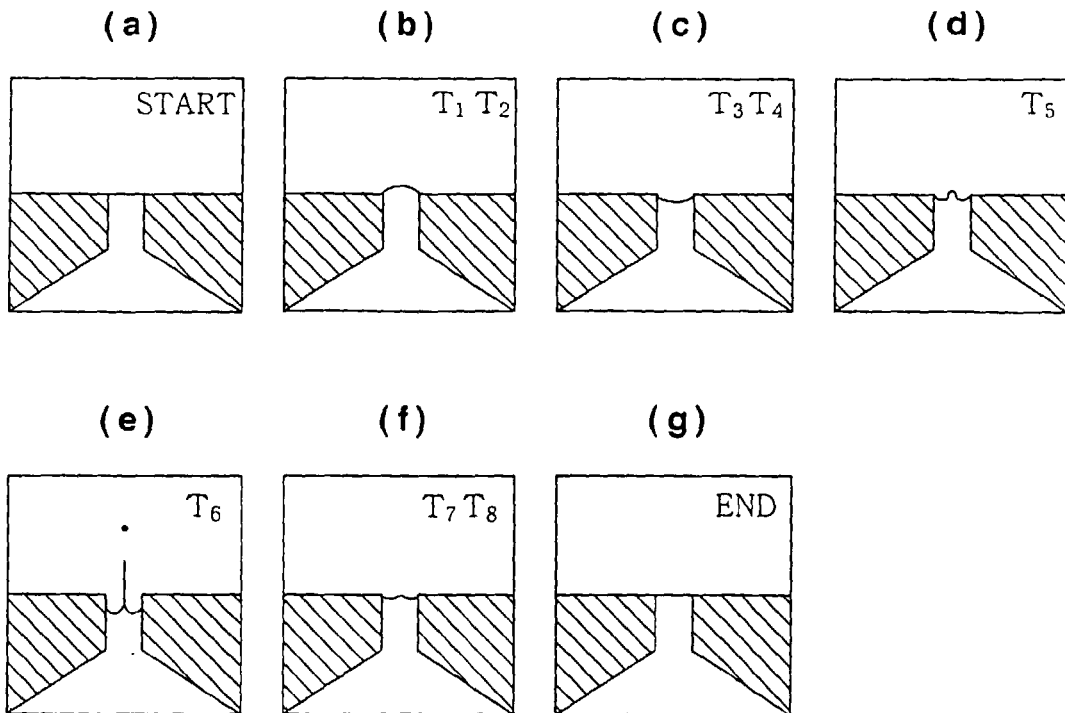 (a) (b) (c) (d)
START T₁ T₂ T₃ T₄ T₅
(e) (f) (g)
T₆ T₇ T₈ END